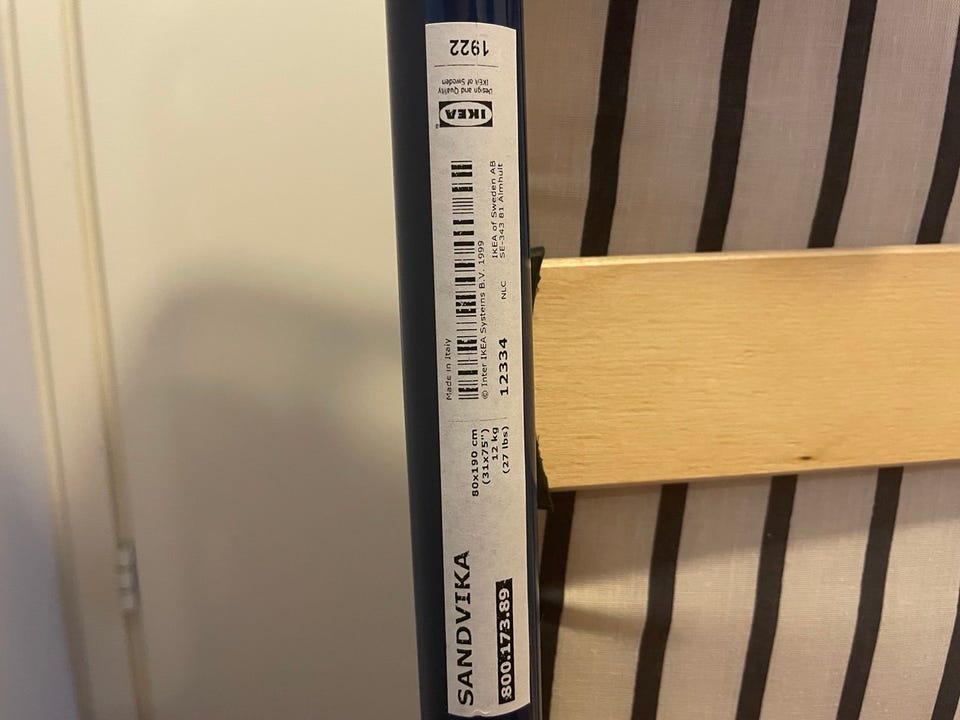 SANDVIKA
800.173.89
80x190 cm
(31x75")
12 kg
(27 lbs)
Made in Italy
© Inter IKEA Systems B.V. 1999
12334
NLC
IKEA of Sweden AB
SE-343 81 Älmhult
IKEA®
Design and Quality
IKEA of Sweden
1922